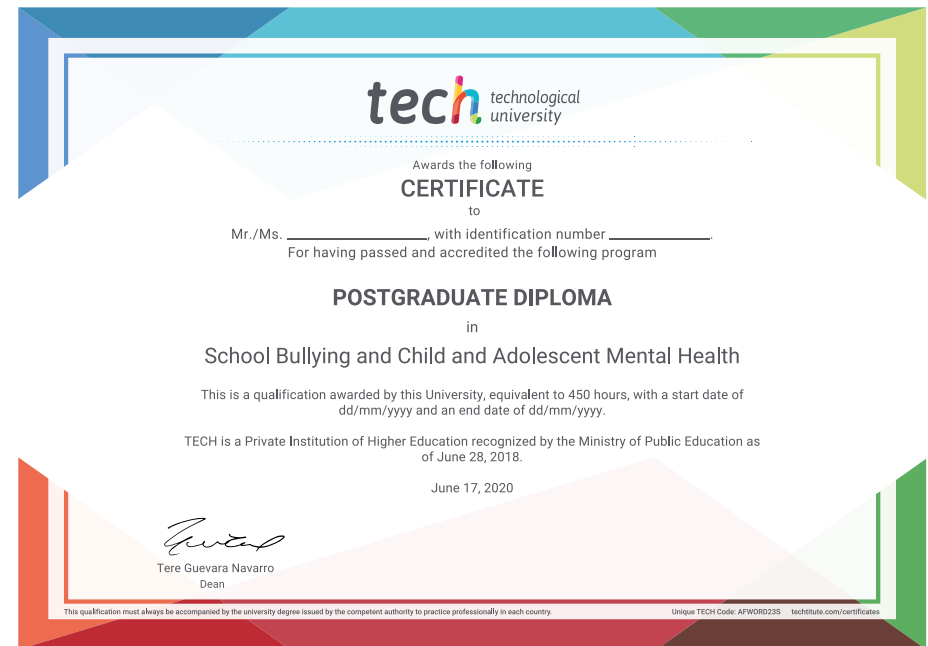 tech technological
university
Awards the following
CERTIFICATE
to
Mr./Ms. ____________________, with identification number ______________.
For having passed and accredited the following program
POSTGRADUATE DIPLOMA
in
School Bullying and Child and Adolescent Mental Health
This is a qualification awarded by this University, equivalent to 450 hours, with a start date of
dd/mm/yyyy and an end date of dd/mm/yyyy.
TECH is a Private Institution of Higher Education recognized by the Ministry of Public Education as
of June 28, 2018.
June 17, 2020
Tere Guevara Navarro
Dean
This qualification must always be accompanied by the university degree issued by the competent authority to practice professionally in each country.
Unique TECH Code: AFWORD23S techtitute.com/certificates